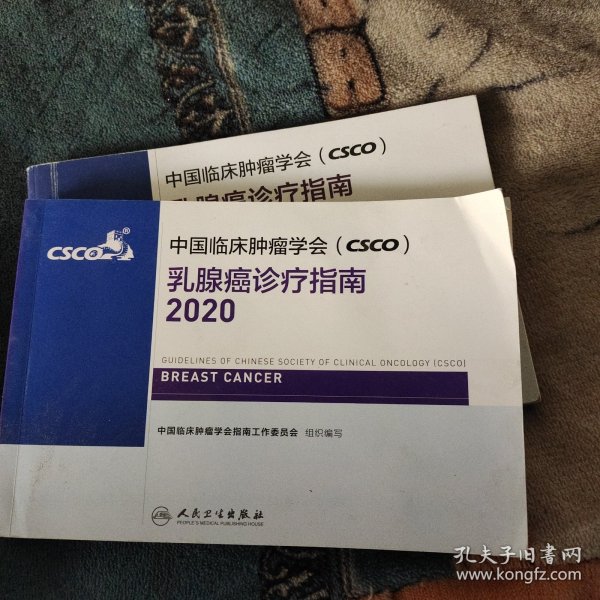 中国临床肿瘤学会（CSCO）
乳腺癌诊疗指南
CSCO®
中国临床肿瘤学会（CSCO）
乳腺癌诊疗指南
2020
GUIDELINES OF CHINESE SOCIETY OF CLINICAL ONCOLOGY (CSCO)
BREAST CANCER
中国临床肿瘤学会指南工作委员会 组织编写
人民卫生出版社
PEOPLE'S MEDICAL PUBLISHING HOUSE
孔夫子旧书网
www.kongfz.com